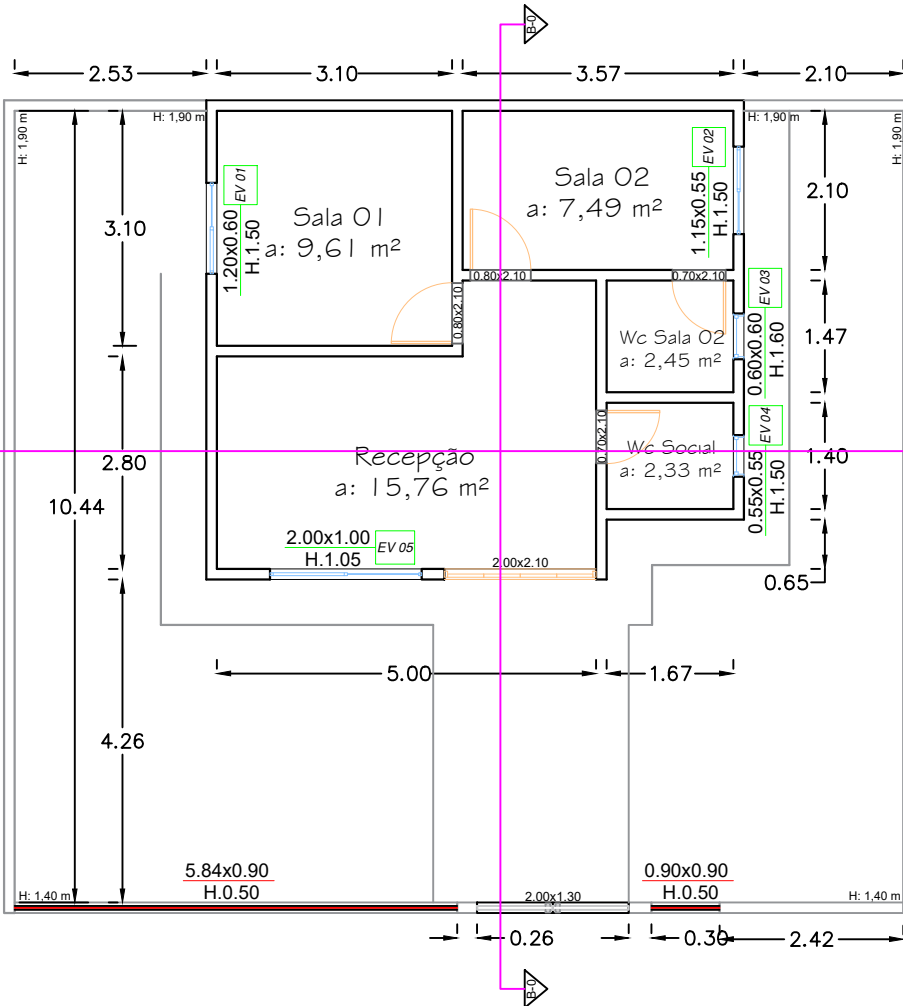 B-0
2.53
3.10
3.57
2.10
H: 1,90 m
H: 1,90 m
H: 1,90 m
H: 1,90 m
EV 01
1.20x0.60
H.1.50
Sala 01
a: 9,61 m²
Sala 02
a: 7,49 m²
EV 02
1.15x0.55
H.1.50
2.10
3.10
0.80x2.10
0.70x2.10
0.80x2.10
Wc Sala 02
a: 2,45 m²
EV 03
0.60x0.60
H.1.60
1.47
Recepção
a: 15,76 m²
0.70x2.10
Wc Social
a: 2,33 m²
EV 04
0.55x0.55
H.1.50
1.40
2.80
10.44
2.00x1.00
H.1.05
EV 05
2.00x2.10
0.65
5.00
1.67
4.26
5.84x0.90
H.0.50
0.90x0.90
H.0.50
H: 1,40 m
2.00x1.30
H: 1,40 m
0.26
0.30
2.42
B-0